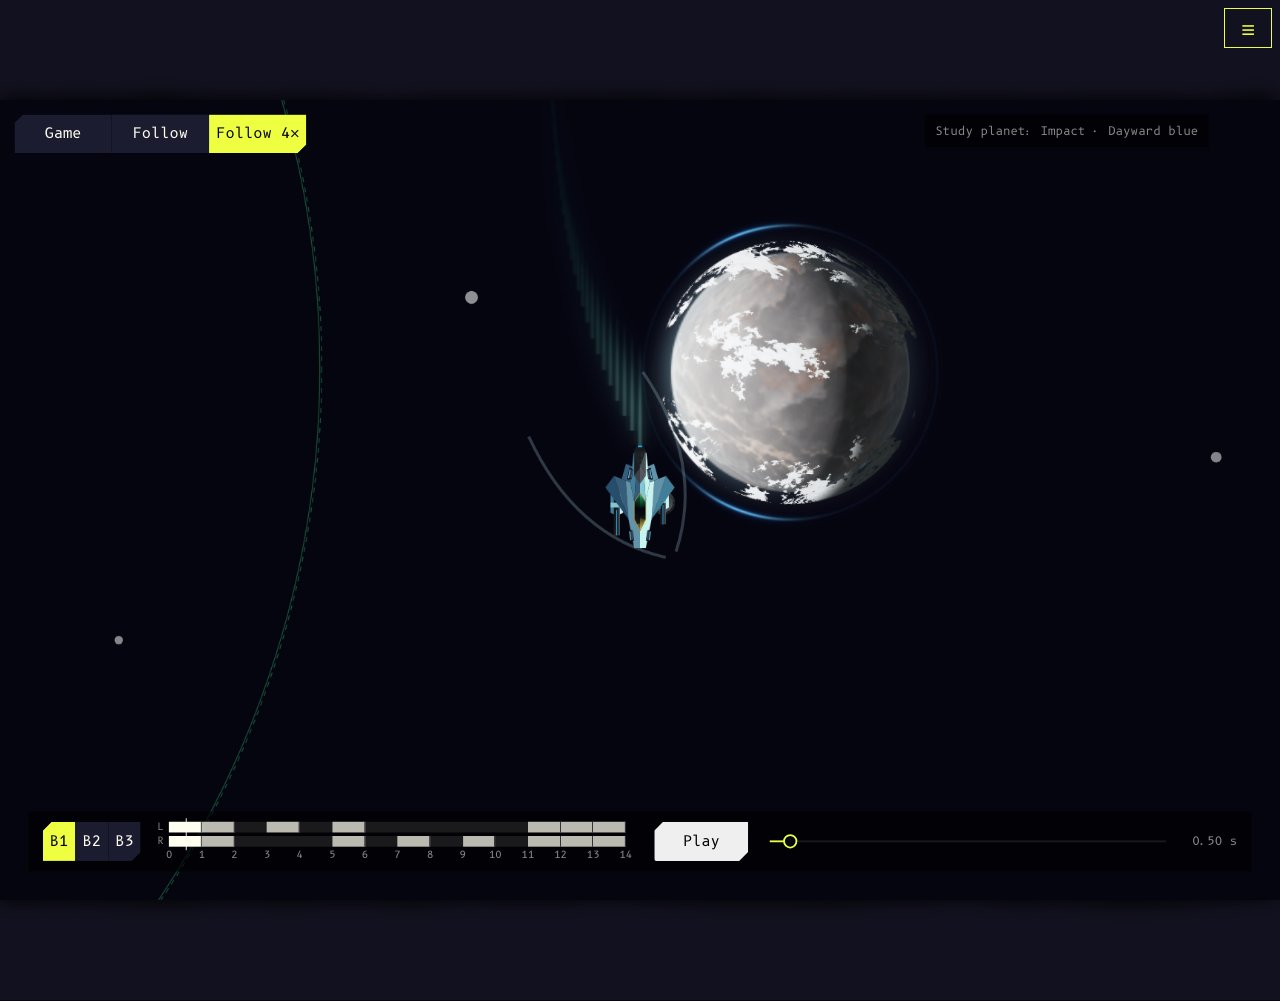 Game Follow Follow 4×
Study planet: Impact · Dayward blue
B1 B2 B3
L
R
0 1 2 3 4 5 6 7 8 9 10 11 12 13 14
Play
0.50 s